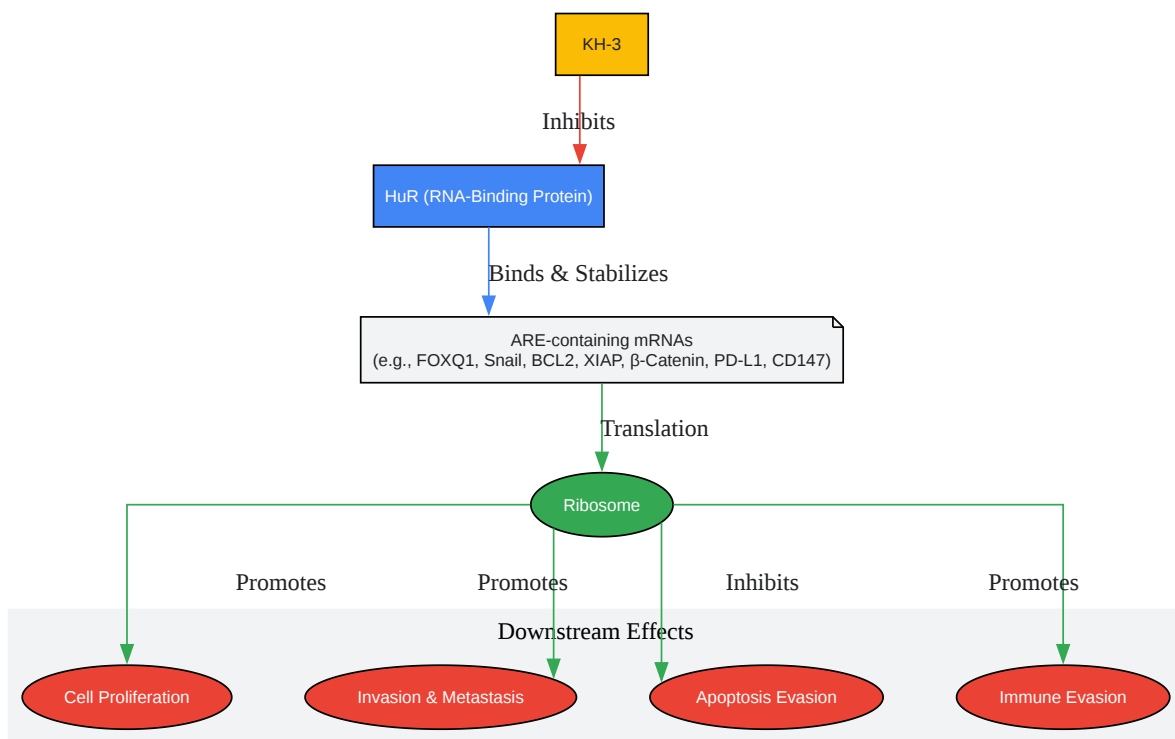 KH-3
Inhibits
HuR (RNA-Binding Protein)
Binds & Stabilizes
ARE-containing mRNAs
(e.g., FOXQ1, Snail, BCL2, XIAP, β-Catenin, PD-L1, CD147)
Translation
Ribosome
Promotes
Promotes
Inhibits
Promotes
Downstream Effects
Cell Proliferation
Invasion & Metastasis
Apoptosis Evasion
Immune Evasion